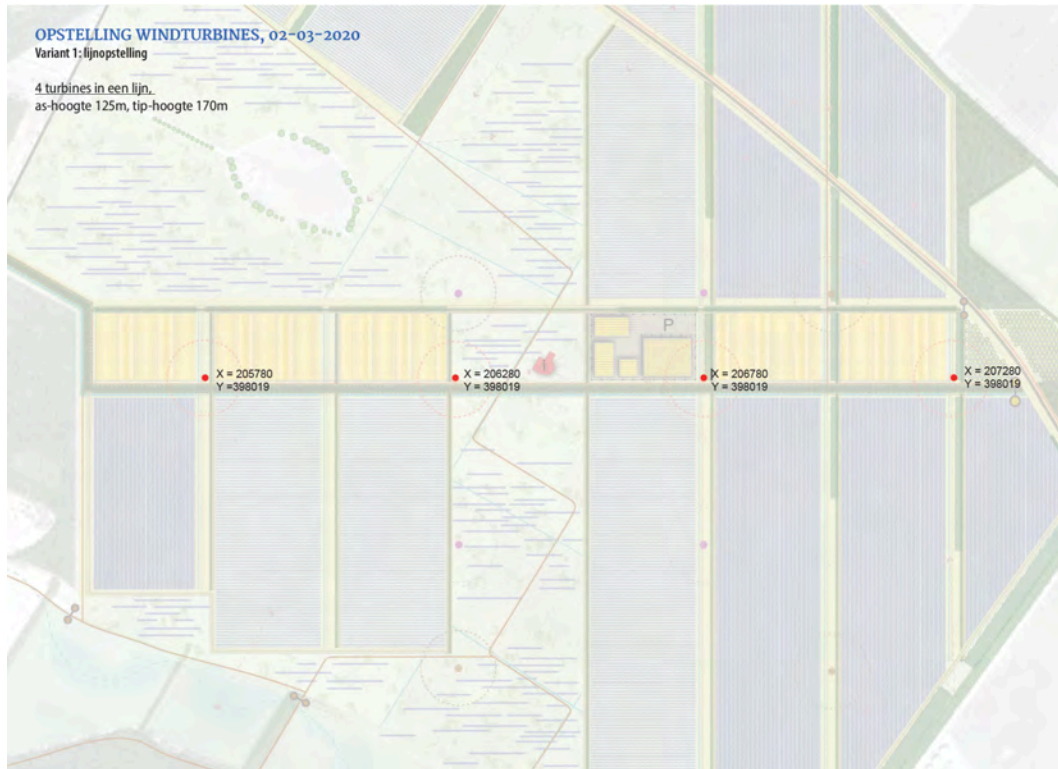 OPSTELLING WINDTURBINES, 02-03-2020
Variant 1: lijnopstelling
4 turbines in een lijn,
as-hoogte 125m, tip-hoogte 170m
P
X = 205780
Y =398019
X = 206280
Y = 398019
X = 206780
Y = 398019
X = 207280
Y = 398019